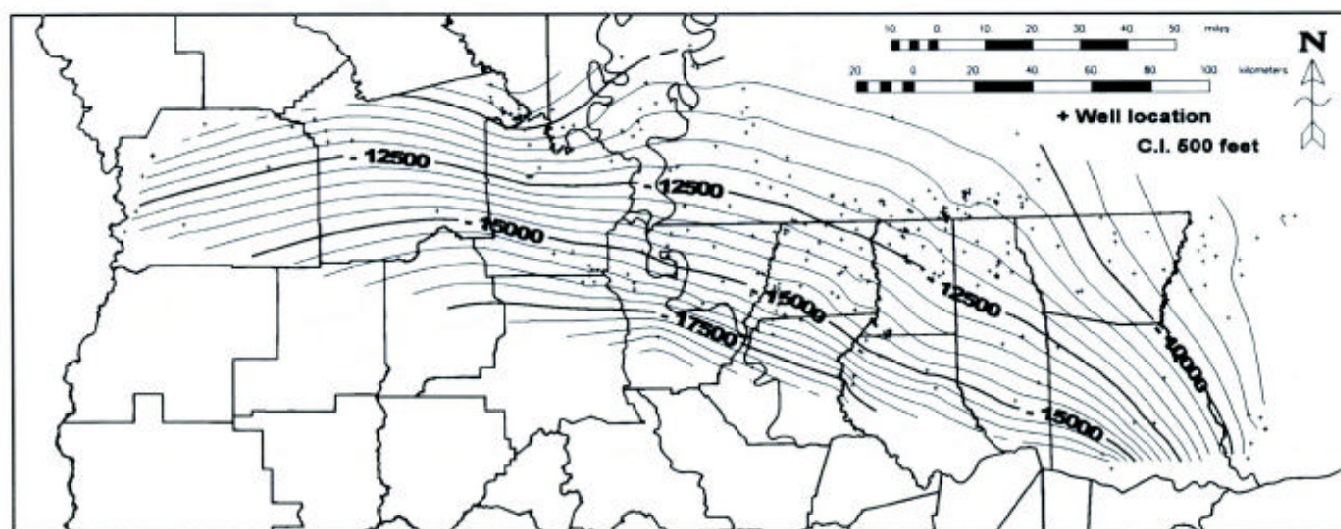 10 0 10 20 30 40 50 miles
N
20 0 20 40 60 80 100 kilometers
+ Well location
C.I. 500 feet
- 12500
- 12500
- 15000
- 12500
- 15000
- 17500
- 10000
- 15000